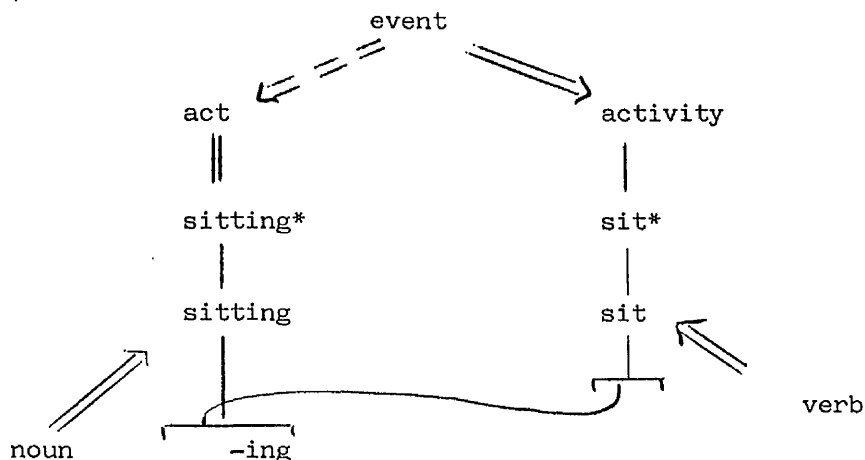 event
act activity
sitting* sit*
sitting sit
verb
noun -ing